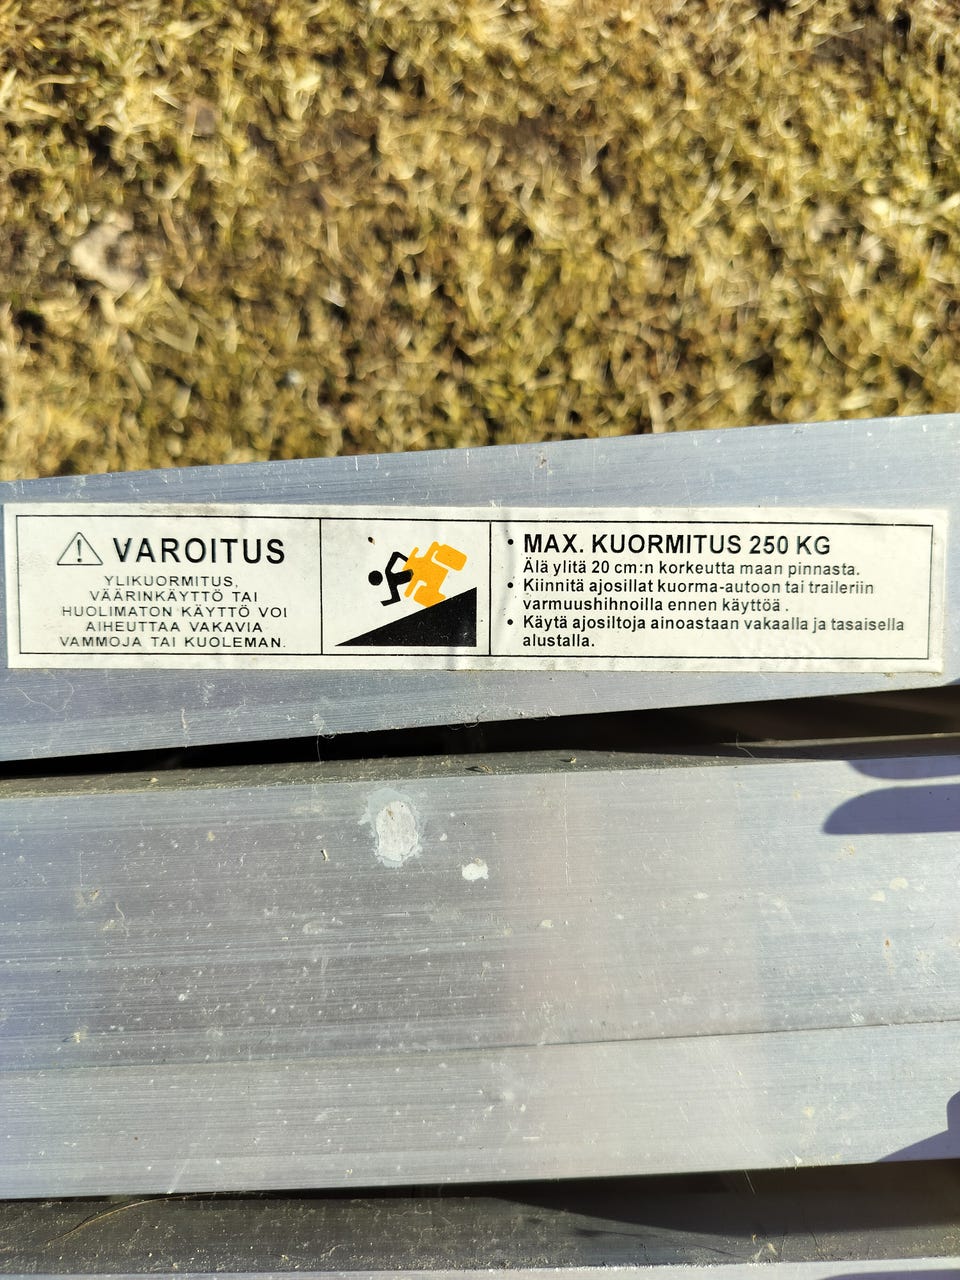 VAROITUS
YLIKUORMITUS,
VÄÄRINKÄYTTÖ TAI
HUOLIMATON KÄYTTÖ VOI
AIHEUTTAA VAKAVIA
VAMMOJA TAI KUOLEMAN.
• MAX. KUORMITUS 250 KG
Älä ylitä 20 cm:n korkeutta maan pinnasta.
• Kiinnitä ajosillat kuorma-autoon tai traileriin
varmuushihnoilla ennen käyttöä .
• Käytä ajosiltoja ainoastaan vakaalla ja tasaisella
alustalla.